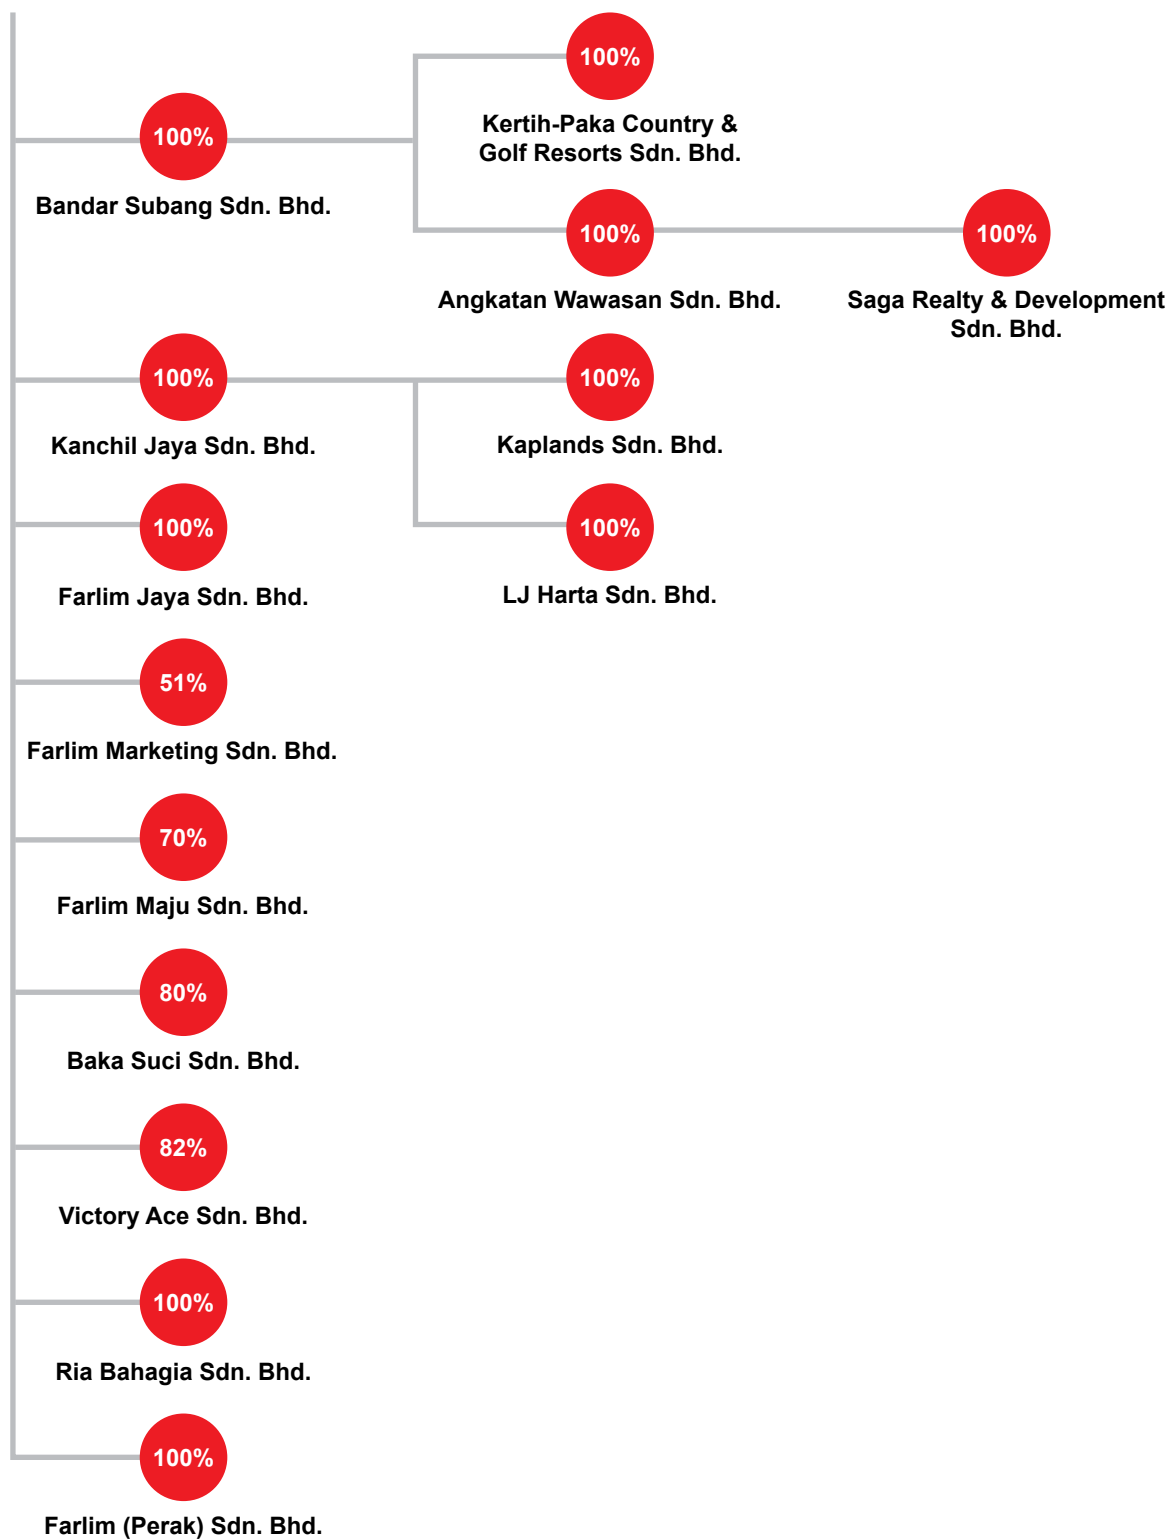 100%
Kertih-Paka Country &
Golf Resorts Sdn. Bhd.
100%
Bandar Subang Sdn. Bhd.
100%
Angkatan Wawasan Sdn. Bhd.
100%
Saga Realty & Development
Sdn. Bhd.
100%
Kanchil Jaya Sdn. Bhd.
100%
Kaplands Sdn. Bhd.
100%
Farlim Jaya Sdn. Bhd.
100%
LJ Harta Sdn. Bhd.
51%
Farlim Marketing Sdn. Bhd.
70%
Farlim Maju Sdn. Bhd.
80%
Baka Suci Sdn. Bhd.
82%
Victory Ace Sdn. Bhd.
100%
Ria Bahagia Sdn. Bhd.
100%
Farlim (Perak) Sdn. Bhd.